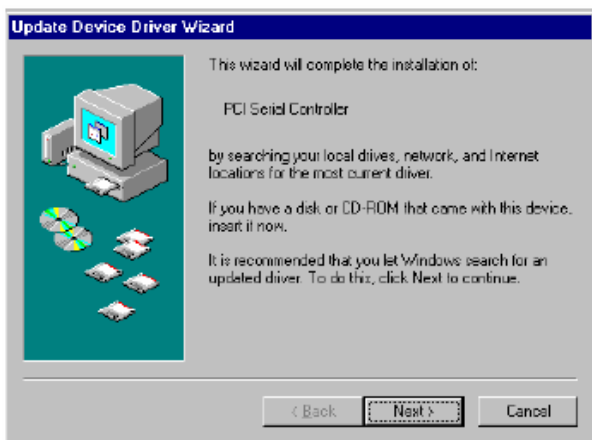 Update Device Driver Wizard
This wizard will complete the installation of:
PCI Serial Controller
by searching your local drives, network, and Internet
locations for the most current driver.
If you have a disk or CD-ROM that came with this device,
insert it now.
It is recommended that you let Windows search for an
updated driver. To do this, click Next to continue.
< Back
Next >
Cancel